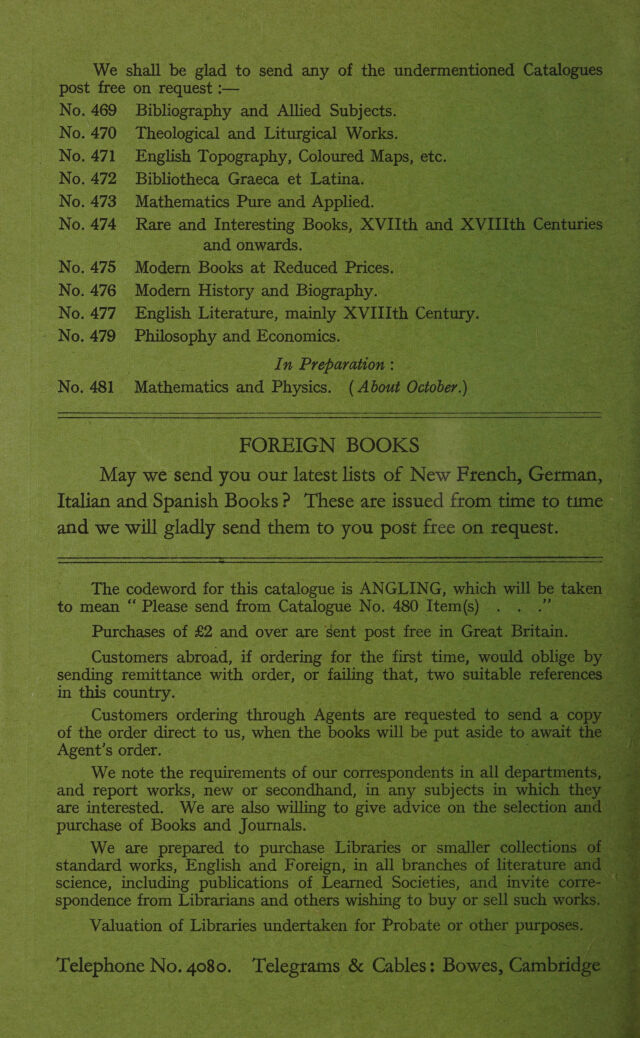 We shall be glad to send any of the undermentioned Catalogues
post free on request :—
No. 469 Bibliography and Allied Subjects.
No. 470 Theological and Liturgical Works.
No. 471 English Topography, Coloured Maps, etc.
No. 472 Bibliotheca Graeca et Latina.
No. 473 Mathematics Pure and Applied.
No. 474 Rare and Interesting Books, XVIIth and XVIIIth Centuries
and onwards.
No. 475 Modern Books at Reduced Prices.
No. 476 Modern History and Biography.
No. 477 English Literature, mainly XVIIIth Century.
No. 479 Philosophy and Economics.
In Preparation :
No. 481 Mathematics and Physics. (About October.)
FOREIGN BOOKS
May we send you our latest lists of New French, German,
Italian and Spanish Books ? These are issued from time to time
and we will gladly send them to you post free on request.
The codeword for this catalogue is ANGLING, which will be taken
to mean “ Please send from Catalogue No. 480 Item(s) . . .”
Purchases of £2 and over are sent post free in Great Britain.
Customers abroad, if ordering for the first time, would oblige by
sending remittance with order, or failing that, two suitable references
in this country.
Customers ordering through Agents are requested to send a copy
of the order direct to us, when the books will be put aside to await the
Agent's order.
We note the requirements of our correspondents in all departments,
and report works, new or secondhand, in any subjects in which they
are interested. We are also willing to give advice on the selection and
purchase of Books and Journals.
We are prepared to purchase Libraries or smaller collections of
standard works, English and Foreign, in all branches of literature and
science, including publications of Learned Societies, and invite corre-
spondence from Librarians and others wishing to buy or sell such works.
Valuation of Libraries undertaken for Probate or other purposes.
Telephone No. 4080. Telegrams & Cables: Bowes, Cambridge